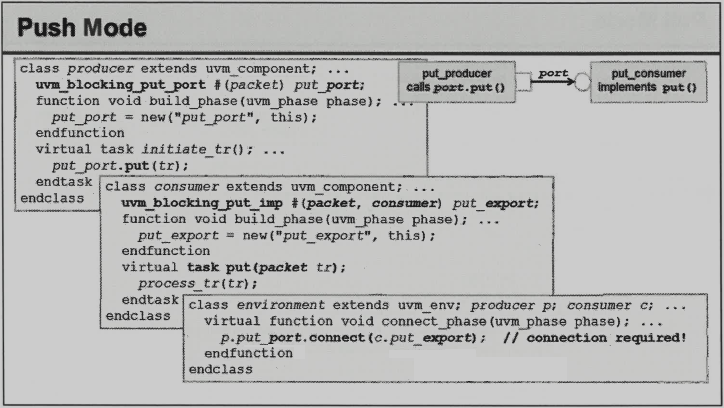 Push Mode
class producer extends uvm_component; ...
uvm_blocking_put_port #(packet) put_port;
function void build_phase(uvm_phase phase); ...
put_port = new("put_port", this);
endfunction
virtual task initiate_tr(); ...
put_port.put(tr);
endtask
endclass
put_producer
calls port.put()
port
put_consumer
implements put()
class consumer extends uvm_component; ...
uvm_blocking_put_imp #(packet, consumer) put_export;
function void build_phase(uvm_phase phase); ...
put_export = new("put_export", this);
endfunction
virtual task put(packet tr);
process_tr(tr);
endtask
endclass
class environment extends uvm_env; producer p; consumer c; ...
virtual function void connect_phase(uvm_phase phase); ...
p.put_port.connect(c.put_export); // connection required!
endfunction
endclass